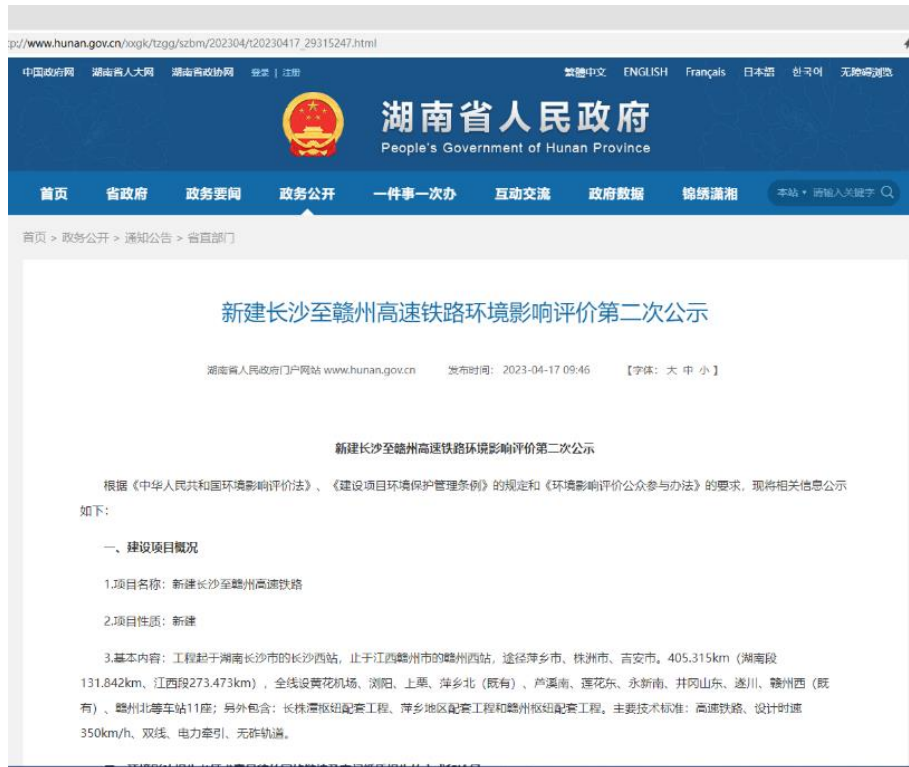 tp://www.hunan.gov.cn/xxgk/tzgg/szbm/202304/t20230417_29315247.html
中国政府网 湖南省人大网 湖南省政协网 登录 | 注册 繁體中文 ENGLISH Français 日本語 한국어 无障碍浏览
湖南省人民政府
People's Government of Hunan Province
首页 省政府 政务要闻 政务公开 一件事一次办 互动交流 政府数据 锦绣潇湘 本站 请输入关键字
首页 > 政务公开 > 通知公告 > 省直部门
新建长沙至赣州高速铁路环境影响评价第二次公示
湖南省人民政府门户网站 www.hunan.gov.cn 发布时间: 2023-04-17 09:46 【字体: 大 中 小 】
新建长沙至赣州高速铁路环境影响评价第二次公示
根据《中华人民共和国环境影响评价法》、《建设项目环境保护管理条例》的规定和《环境影响评价公众参与办法》的要求，现将相关信息公示
如下：
一、建设项目概况
1.项目名称：新建长沙至赣州高速铁路
2.项目性质：新建
3.基本内容：工程起于湖南长沙市的长沙西站，止于江西赣州市的赣州西站，途径萍乡市、株洲市、吉安市。405.315km（湖南段
131.842km、江西段273.473km），全线设黄花机场、浏阳、上栗、萍乡北（既有）、芦溪南、莲花东、永新南、井冈山东、遂川、赣州西（既
有）、赣州北等车站11座；另外包含：长株潭枢纽配套工程、萍乡地区配套工程和赣州枢纽配套工程。主要技术标准：高速铁路、设计时速
350km/h、双线、电力牵引、无砟轨道。